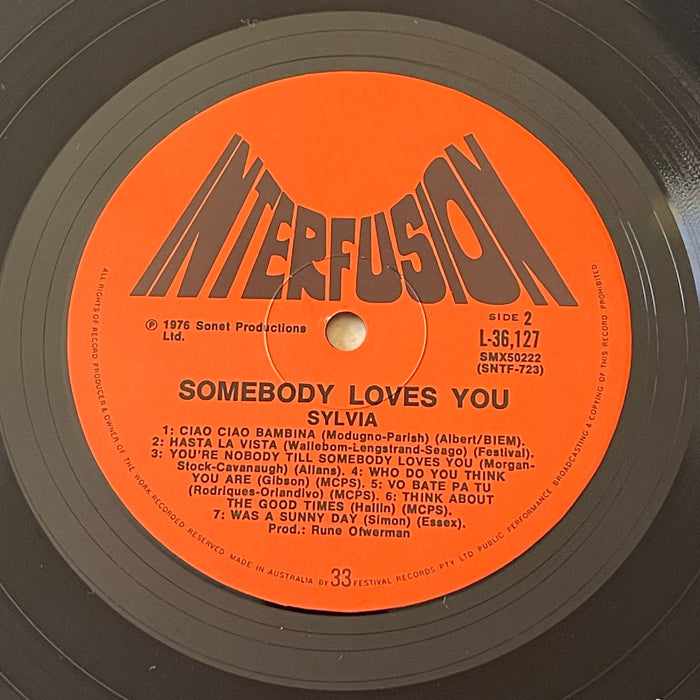 INTERFUSION
℗ 1976 Sonet Productions
Ltd.
SIDE 2
L-36,127
SMX50222
(SNTF-723)
SOMEBODY LOVES YOU
SYLVIA
1: CIAO CIAO BAMBINA (Modugno-Parish) (Albert/BIEM).
2: HASTA LA VISTA (Wallebom-Lengstrand-Seago) (Festival).
3: YOU'RE NOBODY TILL SOMEBODY LOVES YOU (Morgan-
Stock-Cavanaugh) (Allans). 4: WHO DO YOU THINK
YOU ARE (Gibson) (MCPS). 5: VO BATE PA TU
(Rodriques-Orlandivo) (MCPS). 6: THINK ABOUT
THE GOOD TIMES (Hallin) (MCPS).
7: WAS A SUNNY DAY (Simon) (Essex).
Prod.: Rune Ofwerman
ALL RIGHTS OF RECORD PRODUCER & OWNER OF THE WORK RECORDED RESERVED MADE IN AUSTRALIA BY 33 FESTIVAL RECORDS PTY LTD PUBLIC PERFORMANCE BROADCASTING & COPYING OF THIS RECORD PROHIBITED